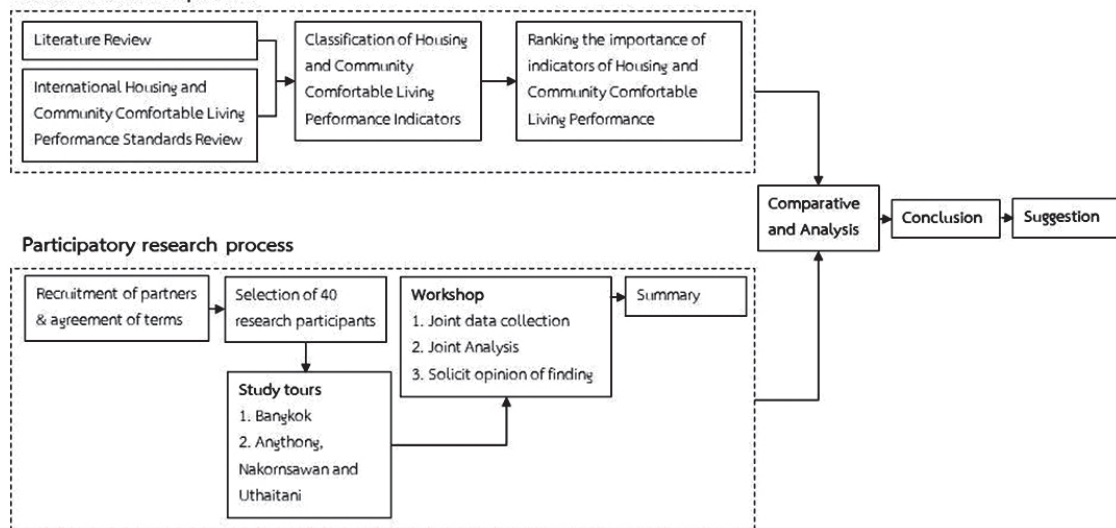 Literature Review
International Housing and
Community Comfortable Living
Performance Standards Review
Classification of Housing
and Community
Comfortable Living
Performance Indicators
Ranking the importance of
indicators of Housing and
Community Comfortable
Living Performance
Comparative
and Analysis
Conclusion
Suggestion
Participatory research process
Recruitment of partners
& agreement of terms
Selection of 40
research participants
Study tours
1. Bangkok
2. Angthong,
Nakornsawan and
Uthaitani
Workshop
1. Joint data collection
2. Joint Analysis
3. Solicit opinion of finding
Summary